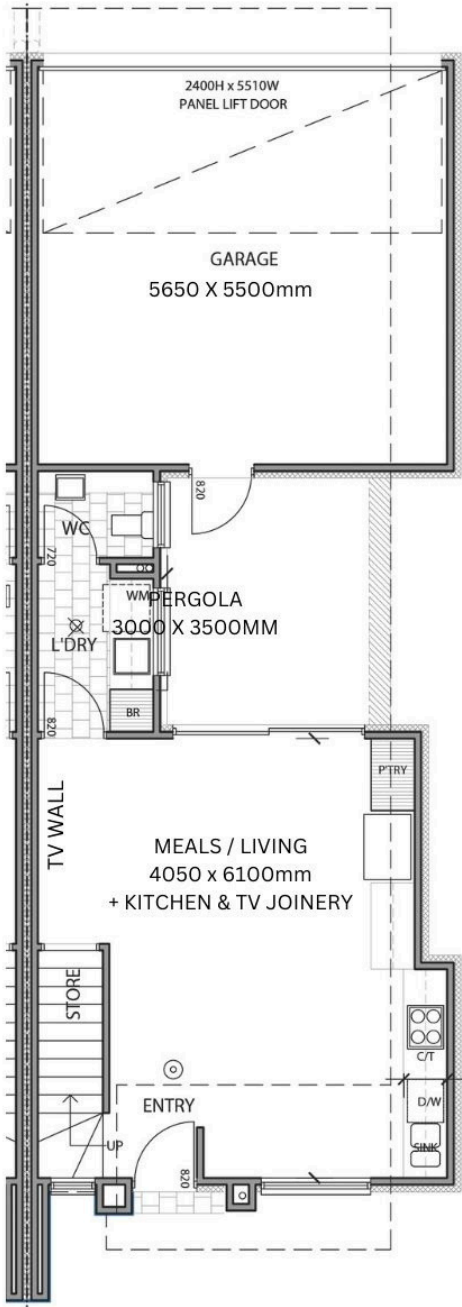 2400H x 5510W
PANEL LIFT DOOR
GARAGE
5650 X 5500mm
820
WC
720
WM
PERGOLA
3000 X 3500MM
L'DRY
BR
820
P'TRY
TV WALL
MEALS / LIVING
4050 x 6100mm
+ KITCHEN & TV JOINERY
STORE
C/T
D/W
ENTRY
UP
SINK
820